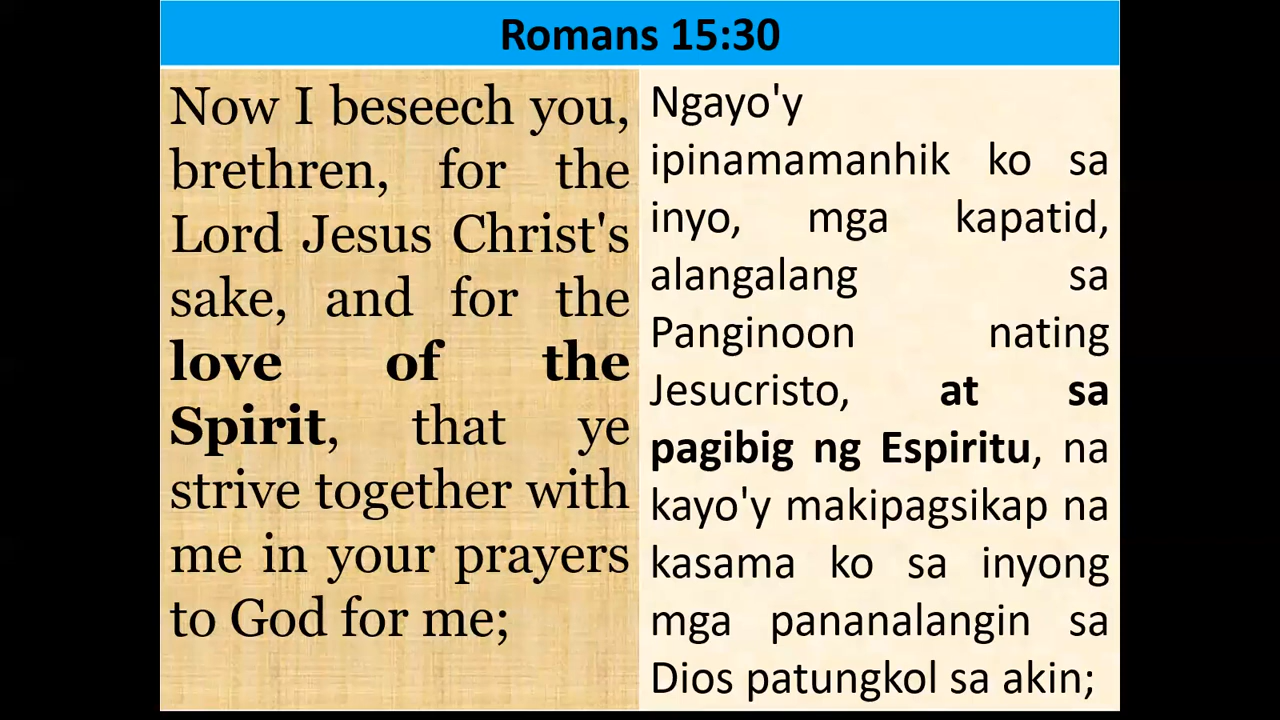 Romans 15:30
Now I beseech you,
brethren, for the
Lord Jesus Christ's
sake, and for the
love of the
Spirit, that ye
strive together with
me in your prayers
to God for me;
Ngayo'y
ipinamamanhik ko sa
inyo, mga kapatid,
alangalang sa
Panginoon nating
Jesucristo, at sa
pagibig ng Espiritu, na
kayo'y makipagsikap na
kasama ko sa inyong
mga pananalangin sa
Dios patungkol sa akin;